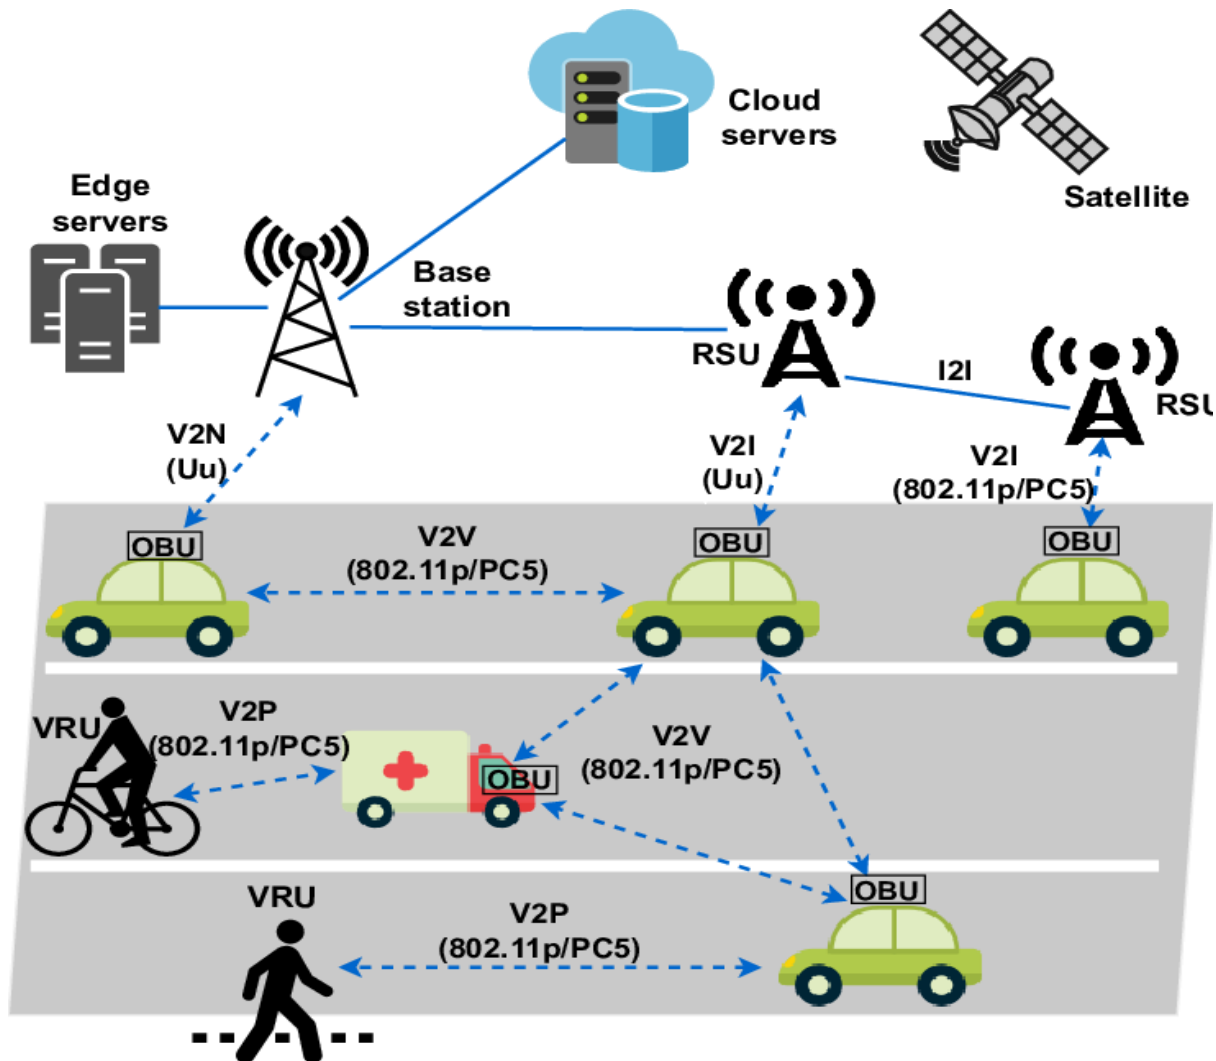 Cloud
servers
Satellite
Edge
servers
Base
station
RSU
I2I
RSU
V2N
(Uu)
V2I
(Uu)
V2I
(802.11p/PC5)
OBU
V2V
(802.11p/PC5)
OBU
OBU
VRU
V2P
(802.11p/PC5)
OBU
V2V
(802.11p/PC5)
VRU
V2P
(802.11p/PC5)
OBU